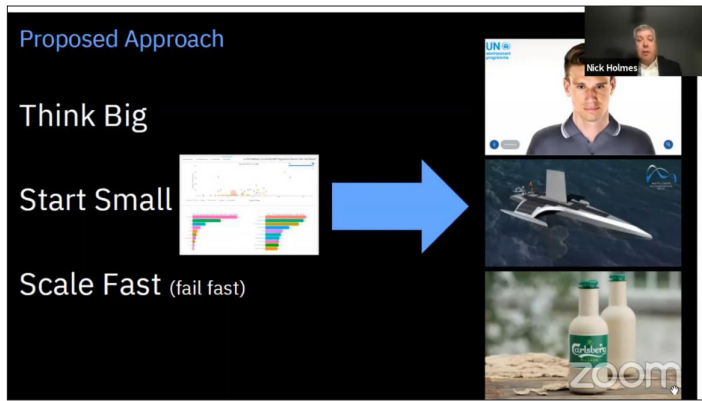 Proposed Approach
Think Big
Start Small
Scale Fast (fail fast)
UN
environment
programme
Nick Holmes
Carlsberg
zoom